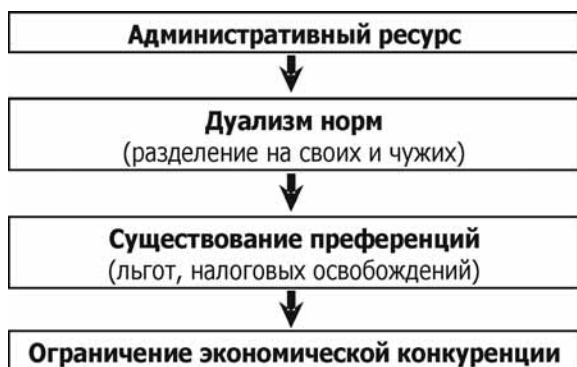 Административный ресурс
Дуализм норм
(разделение на своих и чужих)
Существование преференций
(льгот, налоговых освобождений)
Ограничение экономической конкуренции